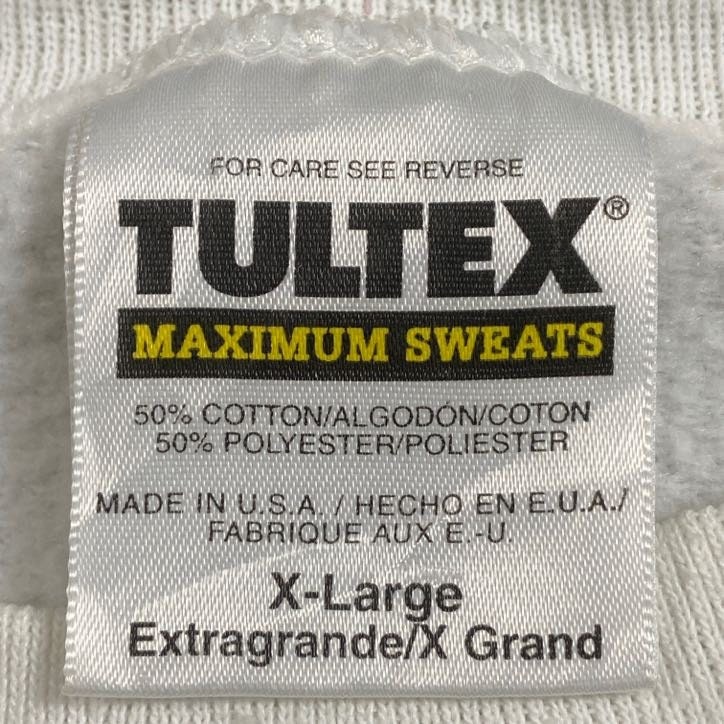 FOR CARE SEE REVERSE
TULTEX®
MAXIMUM SWEATS
50% COTTON/ALGODÓN/COTON
50% POLYESTER/POLIESTER
MADE IN U.S.A. / HECHO EN E.U.A./
FABRIQUE AUX E.-U.
X-Large
Extragrande/X Grand